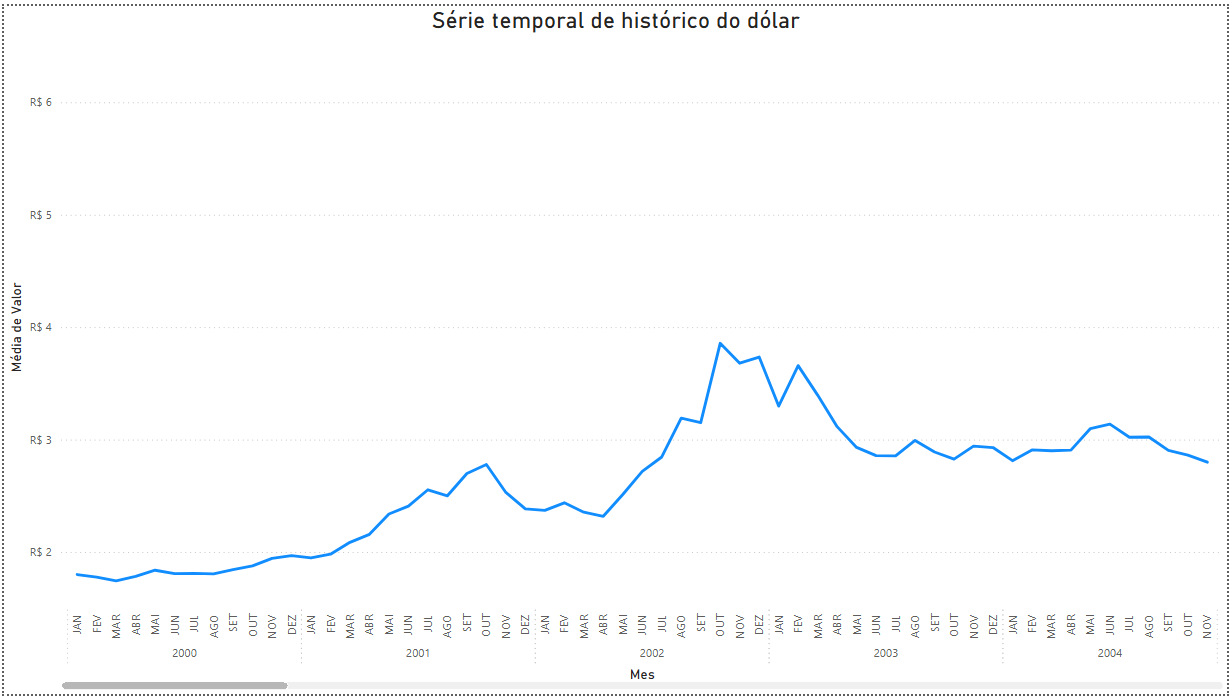 Série temporal de histórico do dólar
Média de Valor
R$ 6
R$ 5
R$ 4
R$ 3
R$ 2
JAN FEV MAR ABR MAI JUN JUL AGO SET OUT NOV DEZ JAN FEV MAR ABR MAI JUN JUL AGO SET OUT NOV DEZ JAN FEV MAR ABR MAI JUN JUL AGO SET OUT NOV DEZ JAN FEV MAR ABR MAI JUN JUL AGO SET OUT NOV DEZ JAN FEV MAR ABR MAI JUN JUL AGO SET OUT NOV
2000 2001 2002 2003 2004
Mes